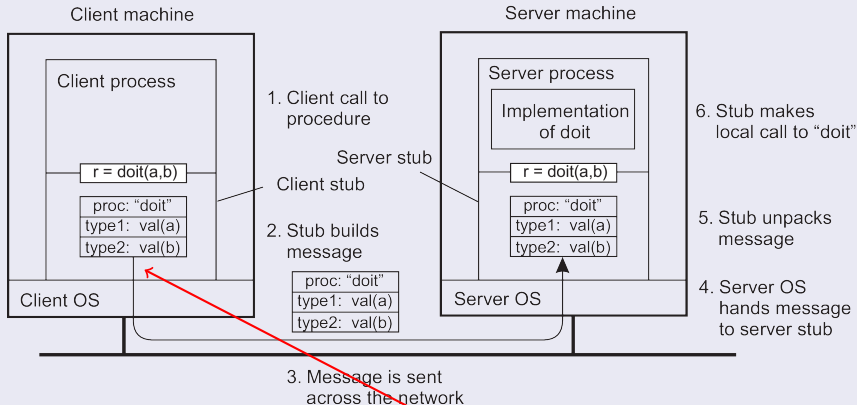 Client machine
Server machine
Client process
Server process
1. Client call to
procedure
Implementation
of doit
6. Stub makes
local call to “doit”
Server stub
r = doit(a,b)
r = doit(a,b)
Client stub
proc: “doit”
type1: val(a)
type2: val(b)
proc: “doit”
type1: val(a)
type2: val(b)
2. Stub builds
message
5. Stub unpacks
message
proc: “doit”
type1: val(a)
type2: val(b)
Client OS
Server OS
4. Server OS
hands message
to server stub
3. Message is sent
across the network